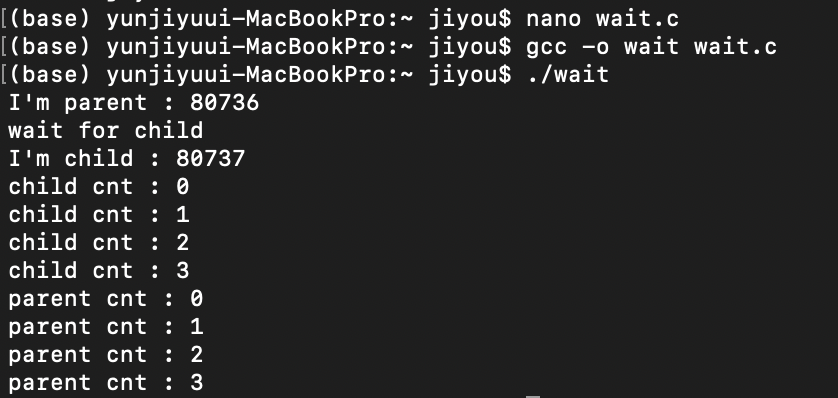 [(base) yunjiyuui-MacBookPro:~ jiyou$ nano wait.c
[(base) yunjiyuui-MacBookPro:~ jiyou$ gcc -o wait wait.c
[(base) yunjiyuui-MacBookPro:~ jiyou$ ./wait
I'm parent : 80736
wait for child
I'm child : 80737
child cnt : 0
child cnt : 1
child cnt : 2
child cnt : 3
parent cnt : 0
parent cnt : 1
parent cnt : 2
parent cnt : 3